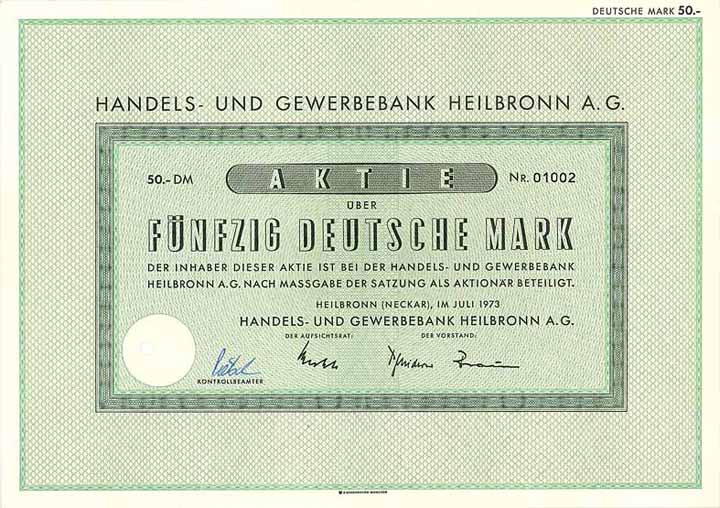 DEUTSCHE MARK 50.-
HANDELS- UND GEWERBEBANK HEILBRONN A.G.
50.- DM AKTIE NR. 01002
ÜBER
FÜNFZIG DEUTSCHE MARK
DER INHABER DIESER AKTIE IST BEI DER HANDELS- UND GEWERBEBANK
HEILBRONN A.G. NACH MASSGABE DER SATZUNG ALS AKTIONÄR BETEILIGT.
HEILBRONN (NECKAR), IM JULI 1973
HANDELS- UND GEWERBEBANK HEILBRONN A.G.
DER AUFSICHTSRAT: DER VORSTAND:
KONTROLLBEAMTER